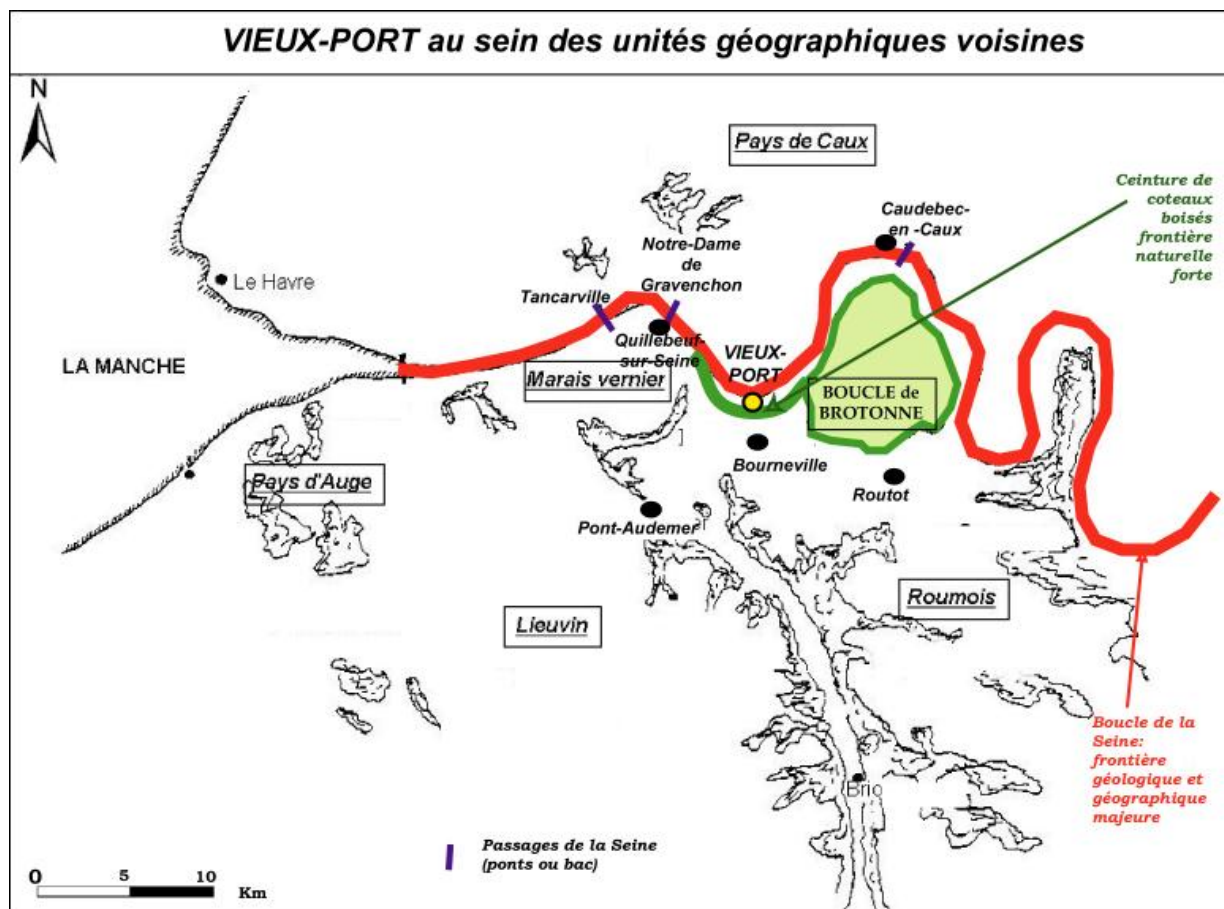 VIEUX-PORT au sein des unités géographiques voisines
N
Pays de Caux
Ceinture de
coteaux
boisés
frontière
naturelle
forte
Caudebec-
en -Caux
Notre-Dame
de
Gravenchon
Le Havre
Tancarville
Quillebeuf-
sur-Seine
VIEUX-
PORT
LA MANCHE
Marais vernier
BOUCLE de
BROTONNE
Bourneville
Pays d'Auge
Routot
Pont-Audemer
Roumois
Lieuvin
Boucle de la
Seine:
frontière
géologique et
géographique
majeure
Brio
Passages de la Seine
(ponts ou bac)
0 5 10
Km